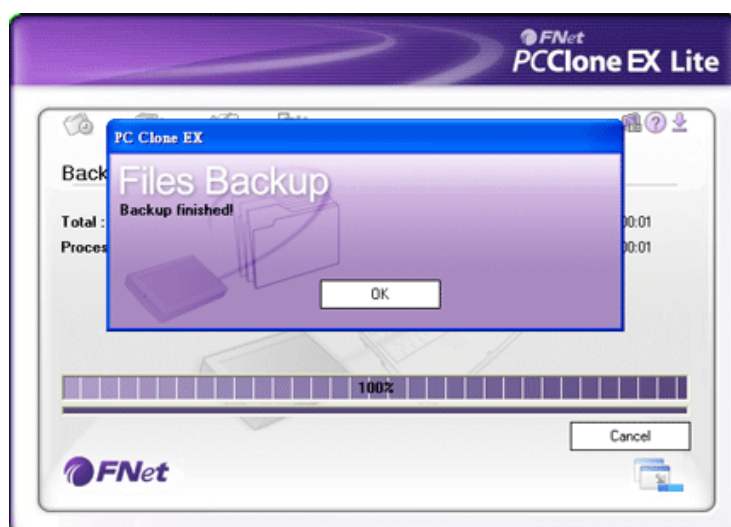 FNet
PCClone EX Lite
PC Clone EX
Back
Files Backup
Backup finished!
Total :
00:01
Proces
00:01
OK
100%
Cancel
FNet